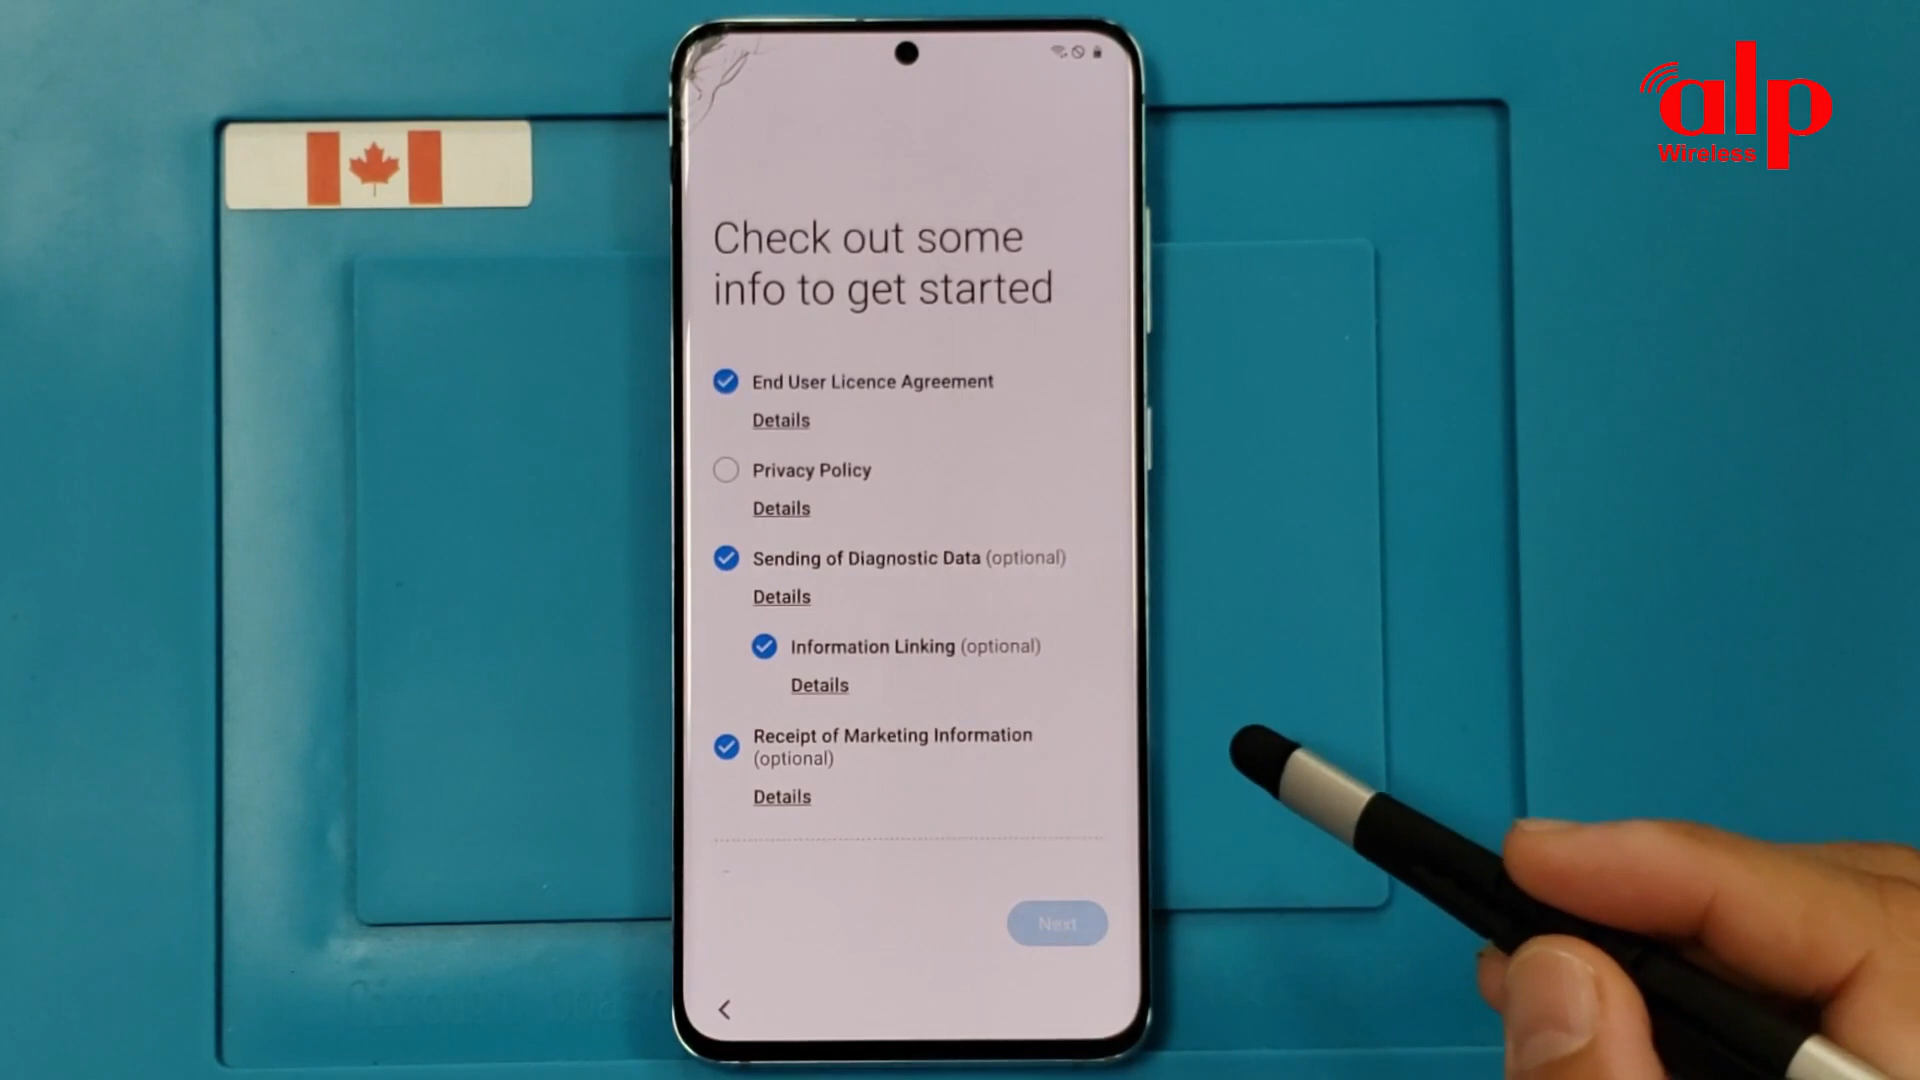 alp
Wireless
Check out some
info to get started
End User Licence Agreement
Details
Privacy Policy
Details
Sending of Diagnostic Data (optional)
Details
Information Linking (optional)
Details
Receipt of Marketing Information
(optional)
Details
Next